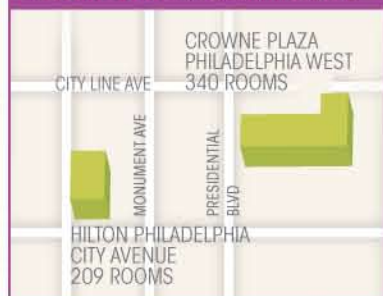 CROWNE PLAZA
PHILADELPHIA WEST
340 ROOMS
CITY LINE AVE
MONUMENT AVE
PRESIDENTIAL
BLVD
HILTON PHILADELPHIA
CITY AVENUE
209 ROOMS